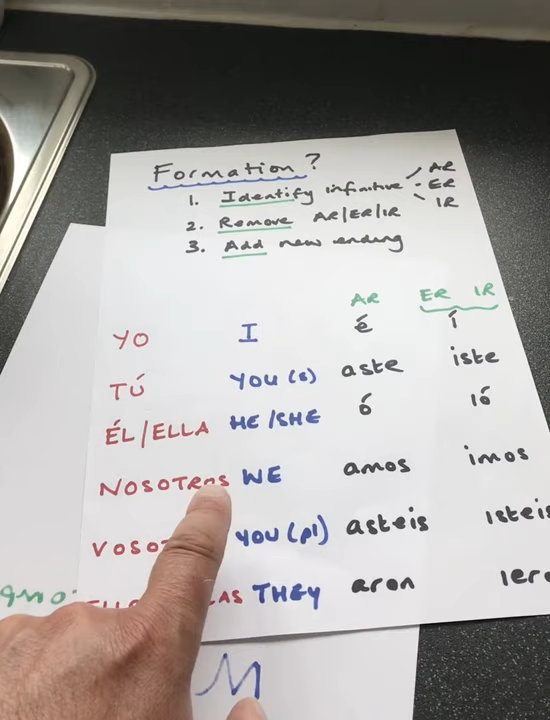 Formation?
1. Identify infinitive AR
ER
IR
2. Remove AR/ER/IR
3. Add new ending
AR ER IR
YO I é í
TÚ YOU (s) aste iste
ÉL/ELLA HE/SHE ó ió
NOSOTROS WE amos imos
YOU (pl) asteis isteis
THEY aron
M